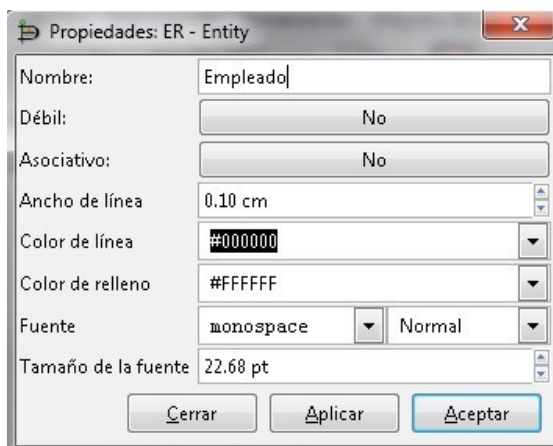 Propiedades: ER - Entity
Nombre: Empleado
Débil: No
Asociativo: No
Ancho de línea 0.10 cm
Color de línea #000000
Color de relleno #FFFFFF
Fuente monospace Normal
Tamaño de la fuente 22.68 pt
Cerrar Aplicar Aceptar